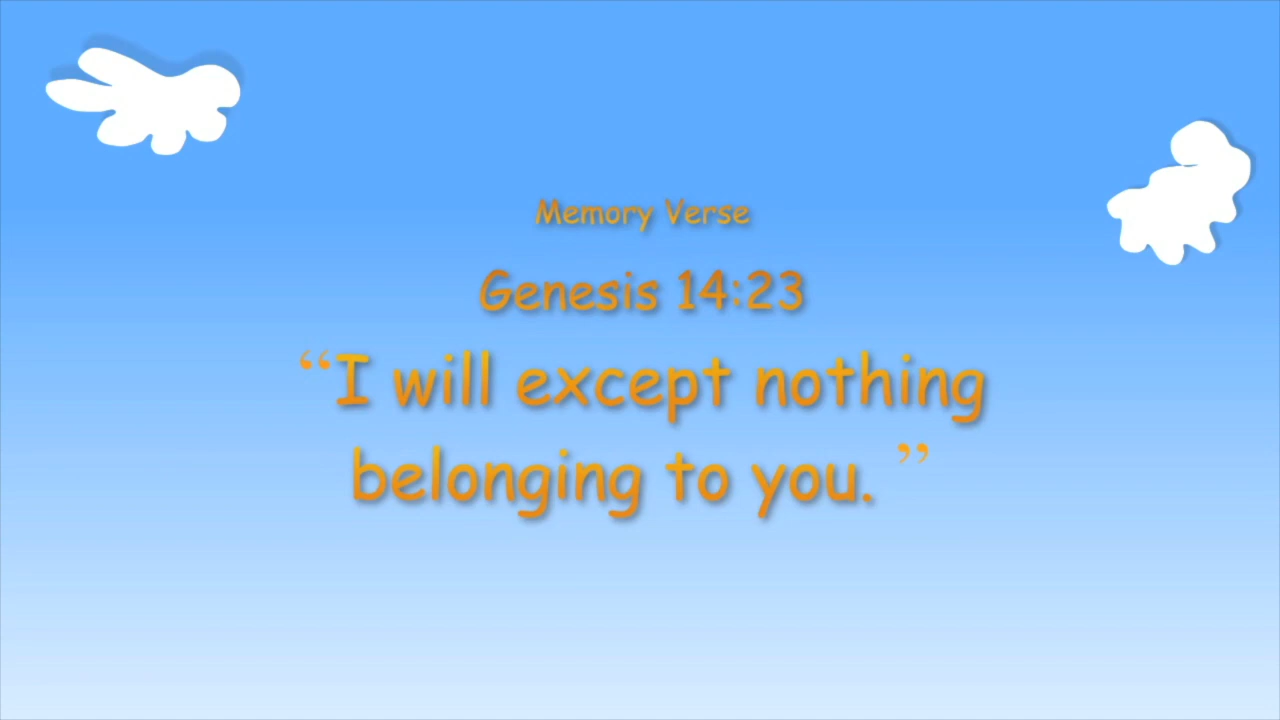 Memory Verse
Genesis 14:23
“I will except nothing
belonging to you. ”